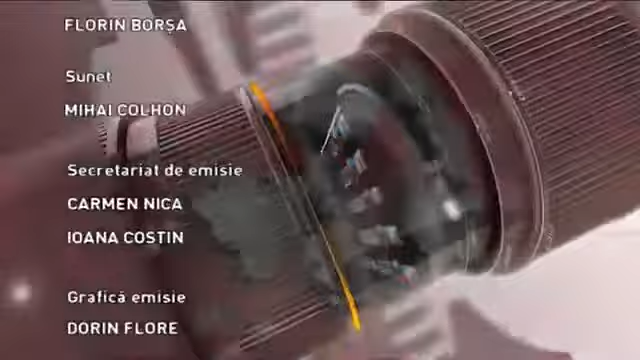 FLORIN BORȘA
Sunet
MIHAI COLHON
Secretariat de emisie
CARMEN NICA
IOANA COSTIN
Grafică emisie
DORIN FLORE